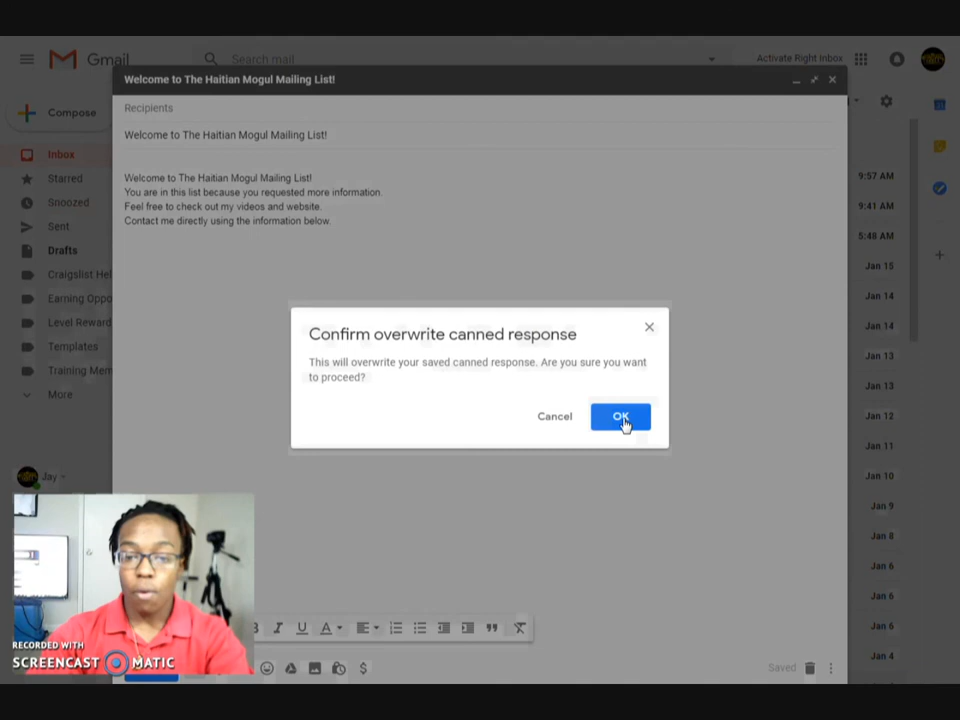 Gmail
Search mail
Activate Right Inbox
Welcome to The Haitian Mogul Mailing List!
Compose
Recipients
Welcome to The Haitian Mogul Mailing List!
Inbox
Starred
Snoozed
Sent
Drafts
Craigslist Hel
Earning Oppo
Level Reward
Templates
Training Mem
More
Jay
Welcome to The Haitian Mogul Mailing List!
You are in this list because you requested more information.
Feel free to check out my videos and website.
Contact me directly using the information below.
Confirm overwrite canned response
This will overwrite your saved canned response. Are you sure you want
to proceed?
Cancel
OK
9:57 AM
9:41 AM
5:48 AM
Jan 15
Jan 14
Jan 14
Jan 13
Jan 13
Jan 12
Jan 11
Jan 10
Jan 9
Jan 8
Jan 6
Jan 6
Jan 6
Jan 4
Saved
RECORDED WITH
SCREENCAST MATIC